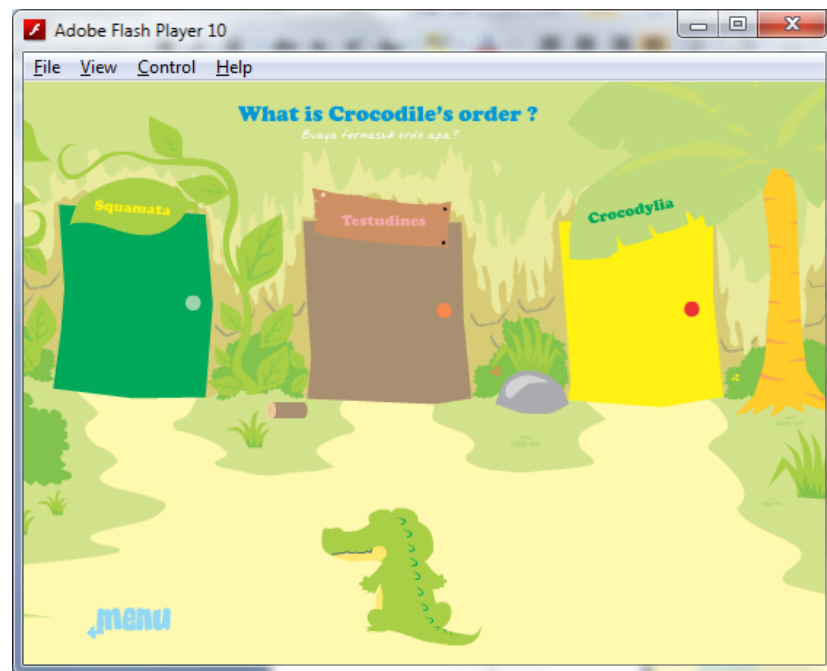 Adobe Flash Player 10
File View Control Help
What is Crocodile's order ?
Buaya termasuk ordo apa ?
Squamata
Testudines
Crocodylia
menu